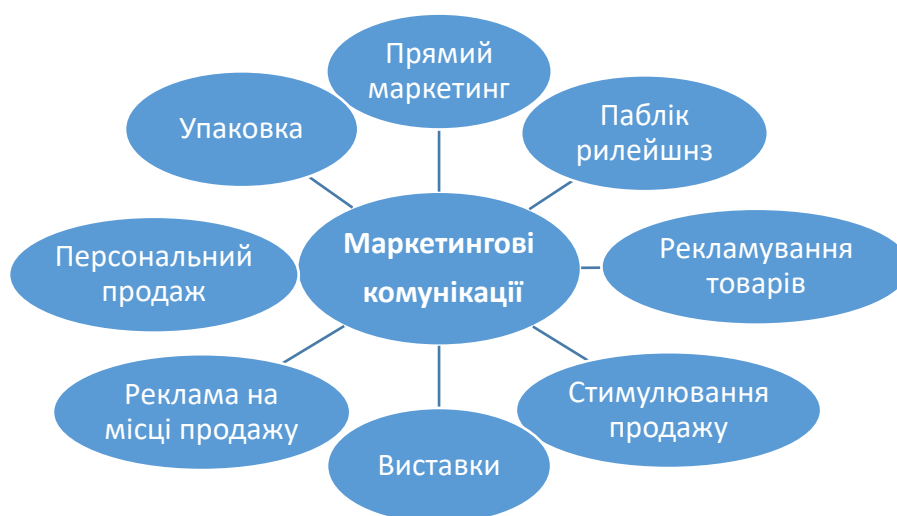 Прямий
маркетинг
Паблік
рилейшнз
Упаковка
Маркетингові
комунікації
Рекламування
товарів
Персональний
продаж
Стимулювання
продажу
Реклама на
місці продажу
Виставки